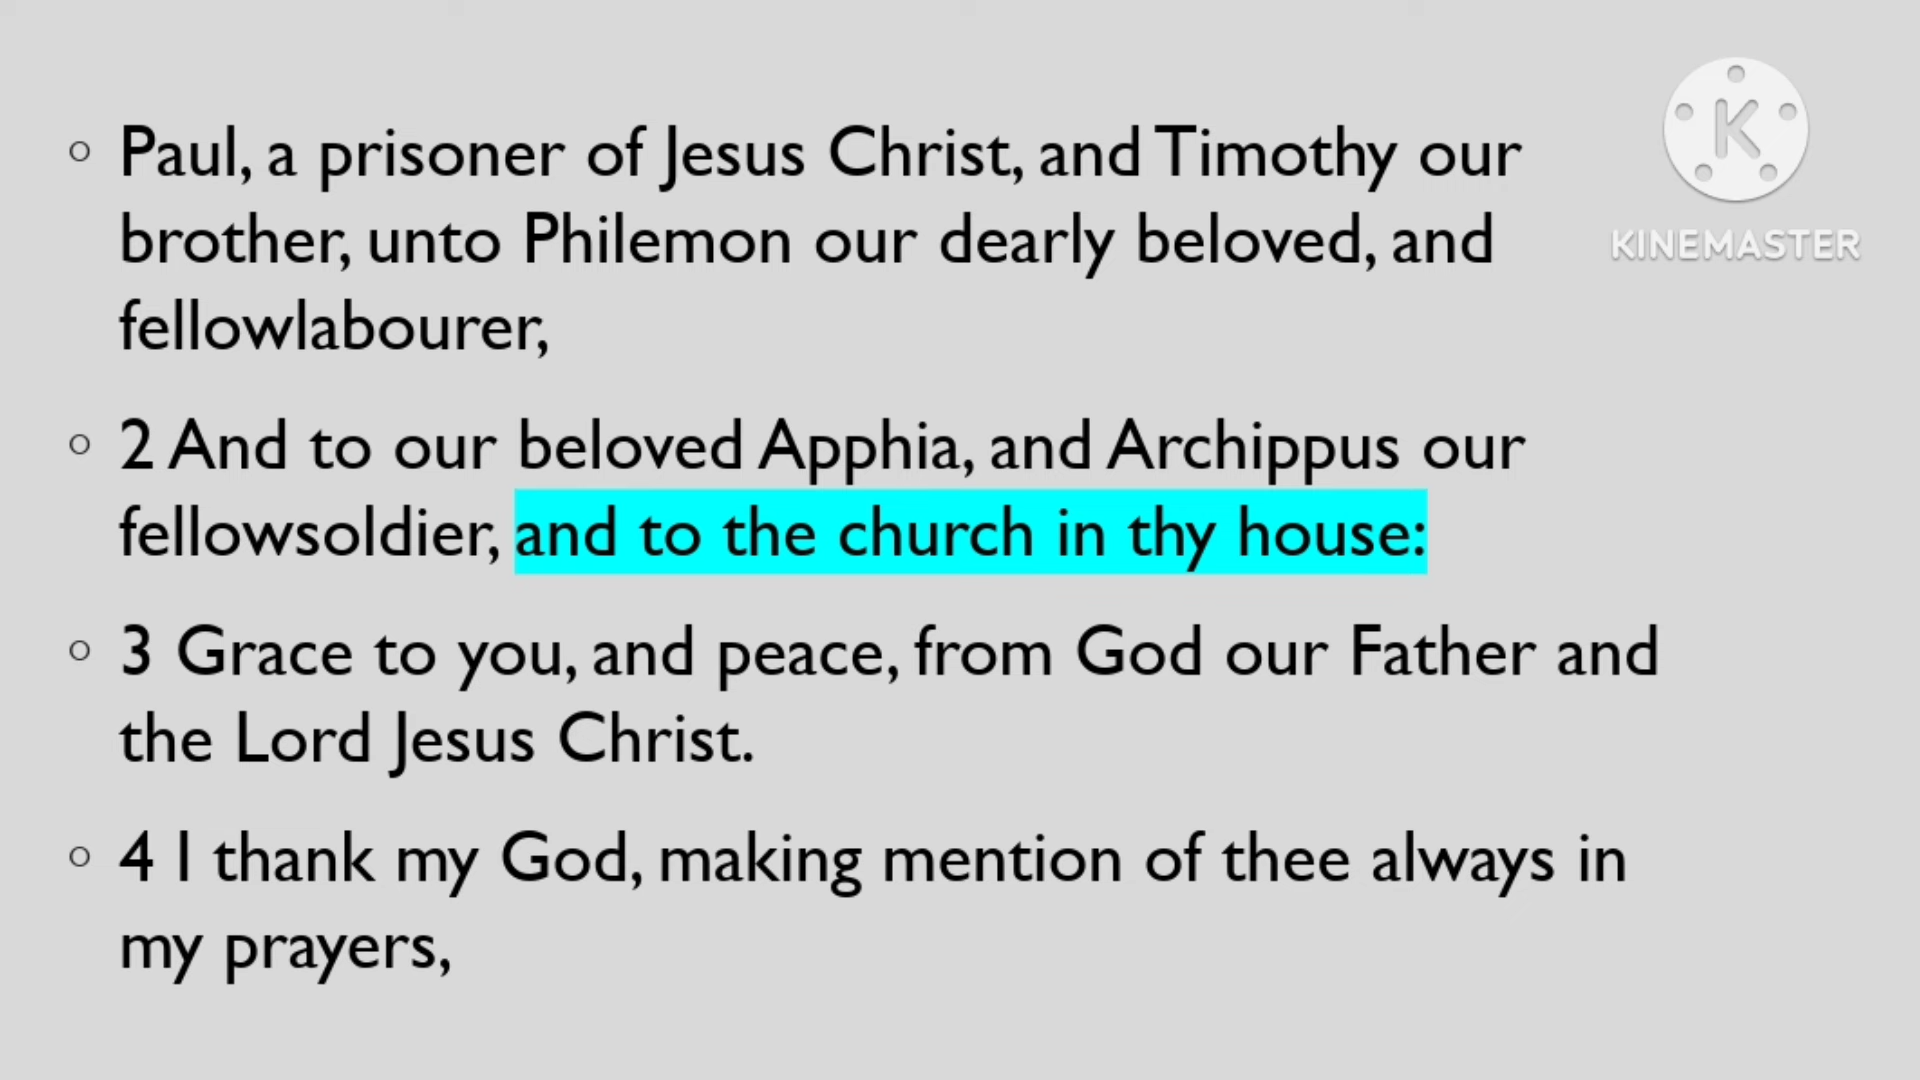 Paul, a prisoner of Jesus Christ, and Timothy our
brother, unto Philemon our dearly beloved, and
fellowlabourer,
2 And to our beloved Apphia, and Archippus our
fellowsoldier, and to the church in thy house:
3 Grace to you, and peace, from God our Father and
the Lord Jesus Christ.
4 I thank my God, making mention of thee always in
my prayers,
K
KINEMASTER